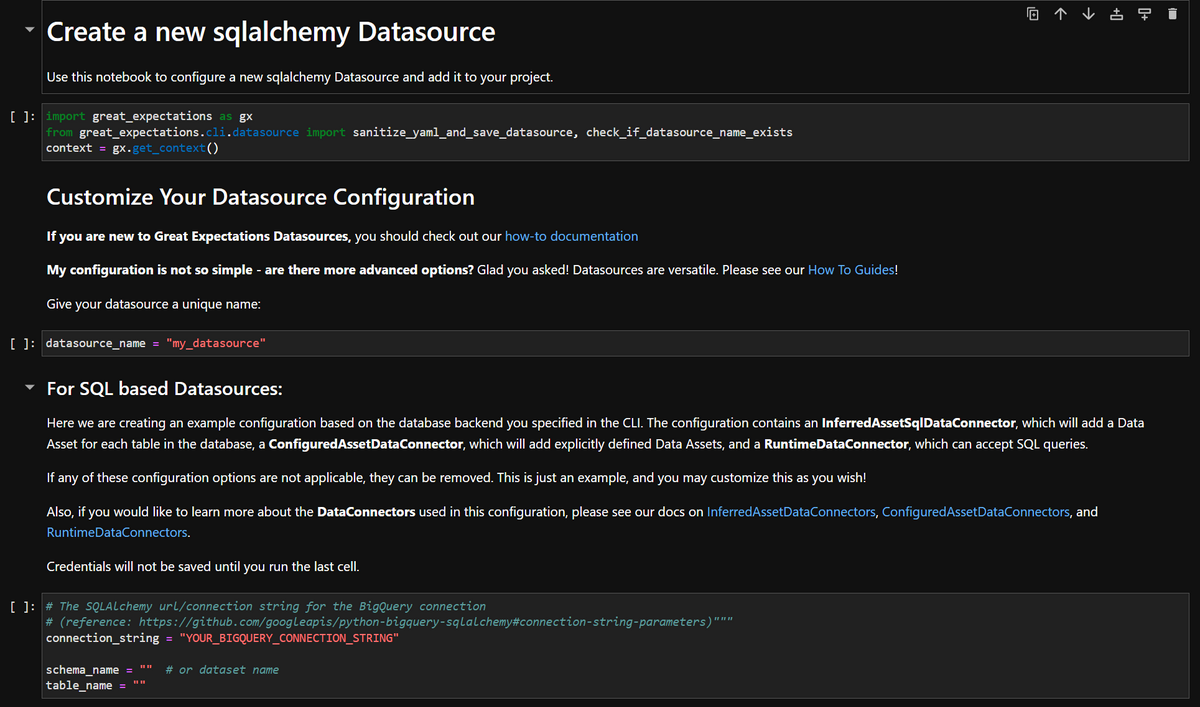 Create a new sqlalchemy Datasource
Use this notebook to configure a new sqlalchemy Datasource and add it to your project.
[ ]: import great_expectations as gx
from great_expectations.cli.datasource import sanitize_yaml_and_save_datasource, check_if_datasource_name_exists
context = gx.get_context()
Customize Your Datasource Configuration
If you are new to Great Expectations Datasources, you should check out our how-to documentation
My configuration is not so simple - are there more advanced options? Glad you asked! Datasources are versatile. Please see our How To Guides!
Give your datasource a unique name:
[ ]: datasource_name = "my_datasource"
For SQL based Datasources:
Here we are creating an example configuration based on the database backend you specified in the CLI. The configuration contains an InferredAssetSqlDataConnector, which will add a Data
Asset for each table in the database, a ConfiguredAssetDataConnector, which will add explicitly defined Data Assets, and a RuntimeDataConnector, which can accept SQL queries.
If any of these configuration options are not applicable, they can be removed. This is just an example, and you may customize this as you wish!
Also, if you would like to learn more about the DataConnectors used in this configuration, please see our docs on InferredAssetDataConnectors, ConfiguredAssetDataConnectors, and
RuntimeDataConnectors.
Credentials will not be saved until you run the last cell.
[ ]: # The SQLAlchemy url/connection string for the BigQuery connection
# (reference: https://github.com/googleapis/python-bigquery-sqlalchemy#connection-string-parameters)"""
connection_string = "YOUR_BIGQUERY_CONNECTION_STRING"
schema_name = "" # or dataset name
table_name = ""